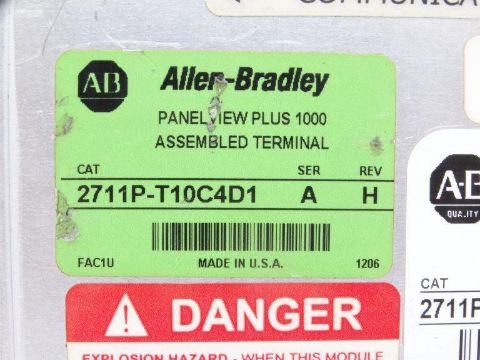 COMMUNICA
AB
Allen-Bradley
PANELVIEW PLUS 1000
ASSEMBLED TERMINAL
CAT SER REV
2711P-T10C4D1 A H
FAC1U MADE IN U.S.A. 1206
DANGER
EXPLOSION HAZARD - WHEN THIS MODULE
A-B
QUALITY
CAT
2711P